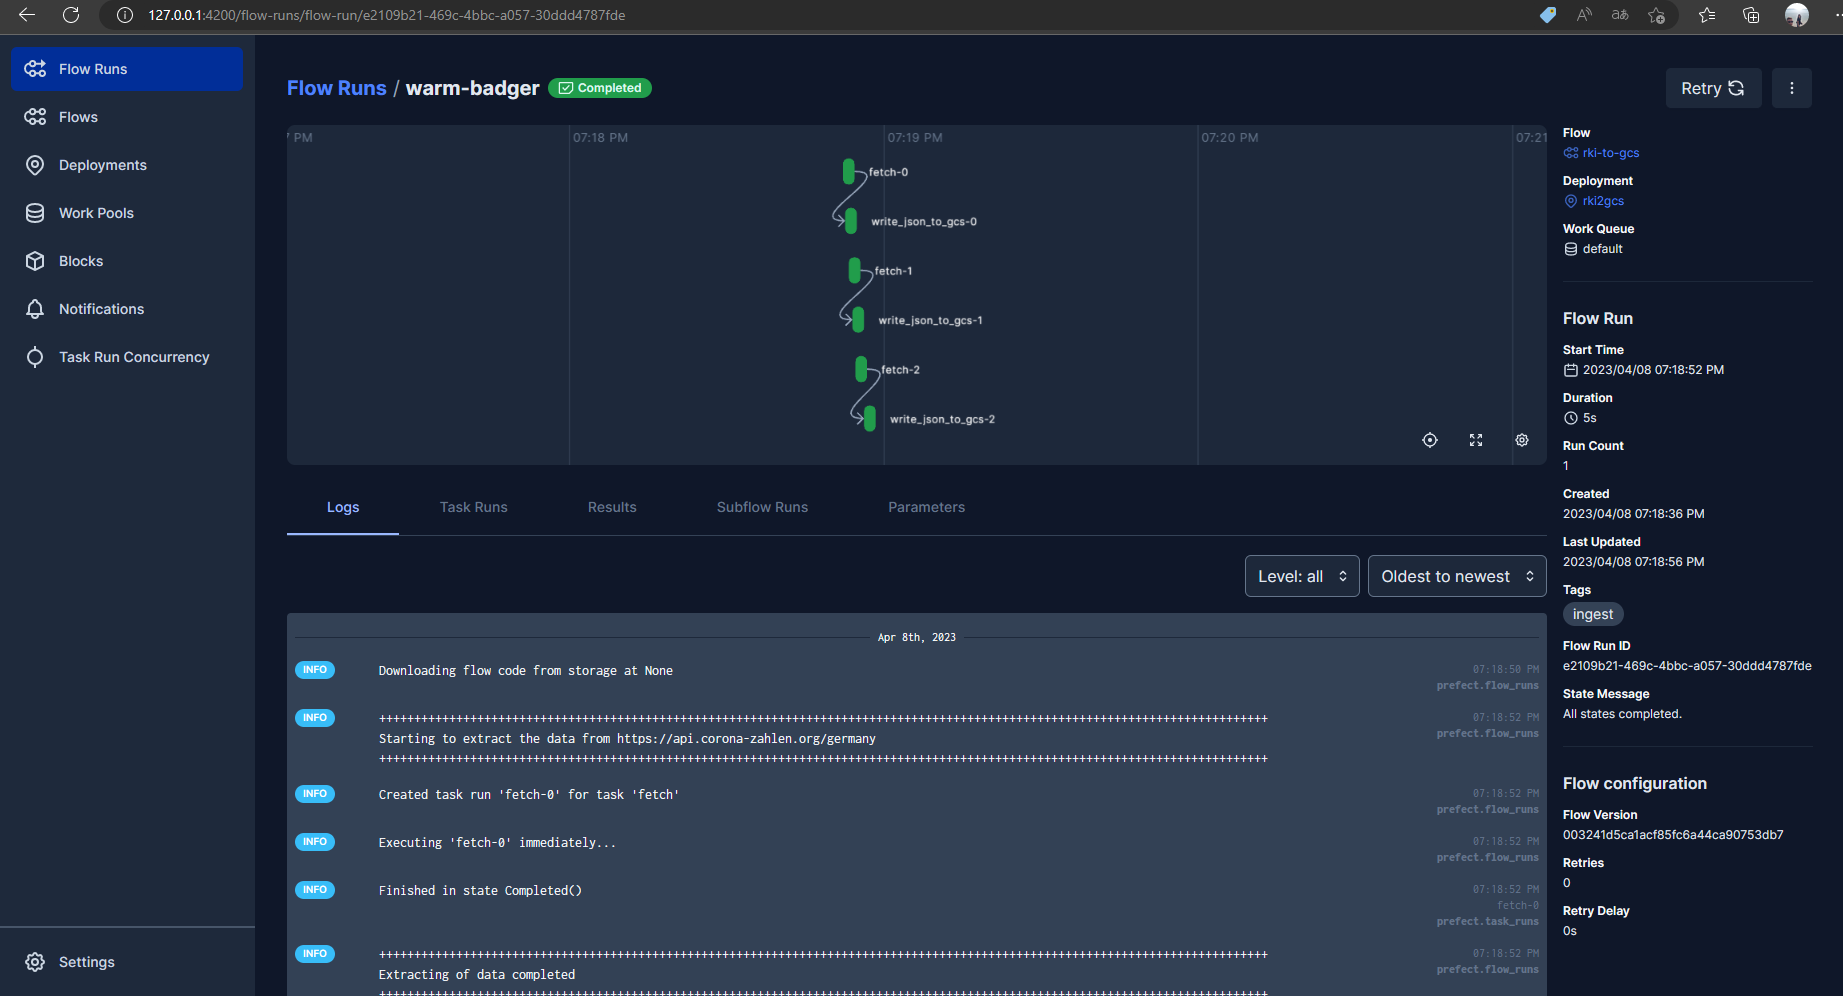 127.0.0.1:4200/flow-runs/flow-run/e2109b21-469c-4bbc-a057-30ddd4787fde
Flow Runs
Flows
Deployments
Work Pools
Blocks
Notifications
Task Run Concurrency
Settings
Flow Runs / warm-badger Completed
Retry
7 PM
07:18 PM
07:19 PM
07:20 PM
07:21
fetch-0
write_json_to_gcs-0
fetch-1
write_json_to_gcs-1
fetch-2
write_json_to_gcs-2
Logs
Task Runs
Results
Subflow Runs
Parameters
Level: all
Oldest to newest
Apr 8th, 2023
INFO Downloading flow code from storage at None 07:18:50 PM
prefect.flow_runs
INFO +++++++++++++++++++++++++++++++++++++++++++++++++++++++++++++++++++++++++++++++++++++++++++++++++++++++++++++++++++++++++++++++ 07:18:52 PM
Starting to extract the data from https://api.corona-zahlen.org/germany prefect.flow_runs
+++++++++++++++++++++++++++++++++++++++++++++++++++++++++++++++++++++++++++++++++++++++++++++++++++++++++++++++++++++++++++++++
INFO Created task run 'fetch-0' for task 'fetch' 07:18:52 PM
prefect.flow_runs
INFO Executing 'fetch-0' immediately... 07:18:52 PM
prefect.flow_runs
INFO Finished in state Completed() 07:18:52 PM
fetch-0
prefect.task_runs
INFO +++++++++++++++++++++++++++++++++++++++++++++++++++++++++++++++++++++++++++++++++++++++++++++++++++++++++++++++++++++++++++++++ 07:18:52 PM
Extracting of data completed prefect.flow_runs
+++++++++++++++++++++++++++++++++++++++++++++++++++++++++++++++++++++++++++++++++++++++++++++++++++++++++++++++++++++++++++++++
Flow
rki-to-gcs
Deployment
rki2gcs
Work Queue
default
Flow Run
Start Time
2023/04/08 07:18:52 PM
Duration
5s
Run Count
1
Created
2023/04/08 07:18:36 PM
Last Updated
2023/04/08 07:18:56 PM
Tags
ingest
Flow Run ID
e2109b21-469c-4bbc-a057-30ddd4787fde
State Message
All states completed.
Flow configuration
Flow Version
003241d5ca1acf85fc6a44ca90753db7
Retries
0
Retry Delay
0s